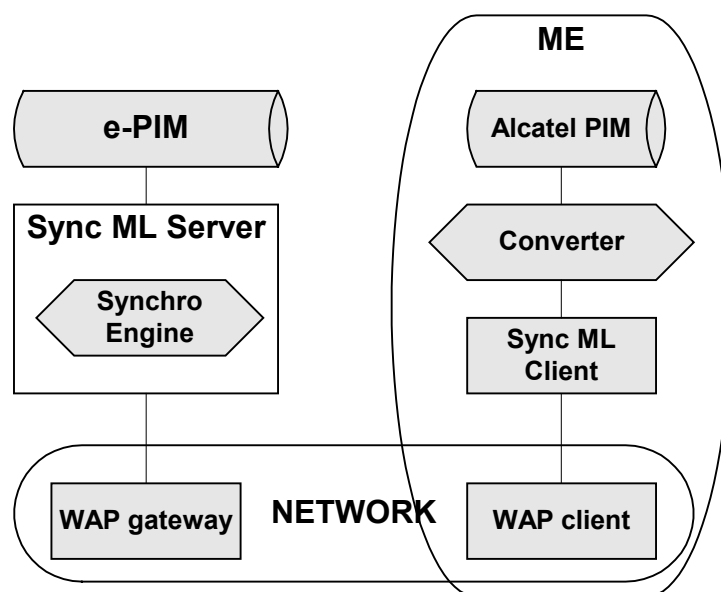 ME
e-PIM
Alcatel PIM
Sync ML Server
Converter
Synchro
Engine
Sync ML
Client
WAP gateway
NETWORK
WAP client